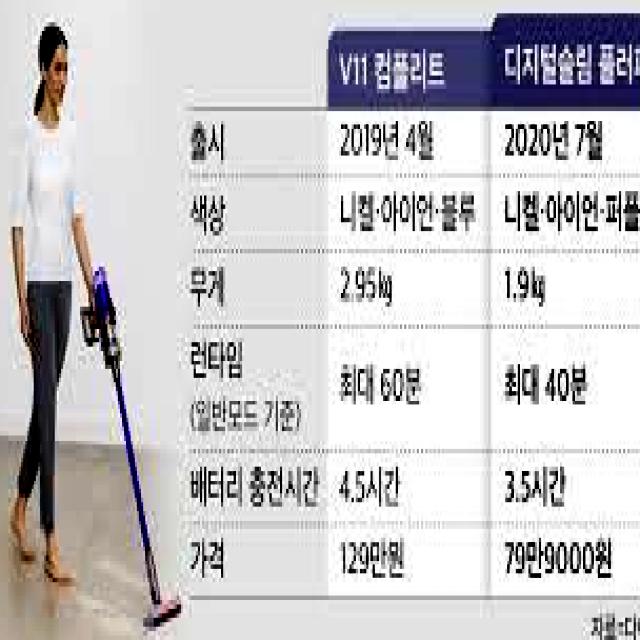 V11 컴플리트 디지털슬림 플러피
출시 2019년 4월 2020년 7월
색상 니켈·아이언·블루 니켈·아이언·퍼플
무게 2.95kg 1.9kg
런타임
(일반모드 기준) 최대 60분 최대 40분
배터리 충전시간 4.5시간 3.5시간
가격 129만원 79만9000원
자료:다이